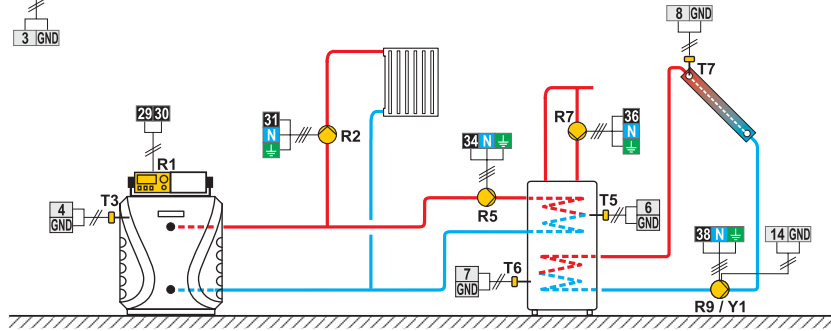 8 GND
3 GND
T7
29 30
31
N
R2
R7
36
N
34 N
R1
T3
4
GND
R5
T5
6
GND
38 N
14 GND
7
GND
T6
R9 / Y1